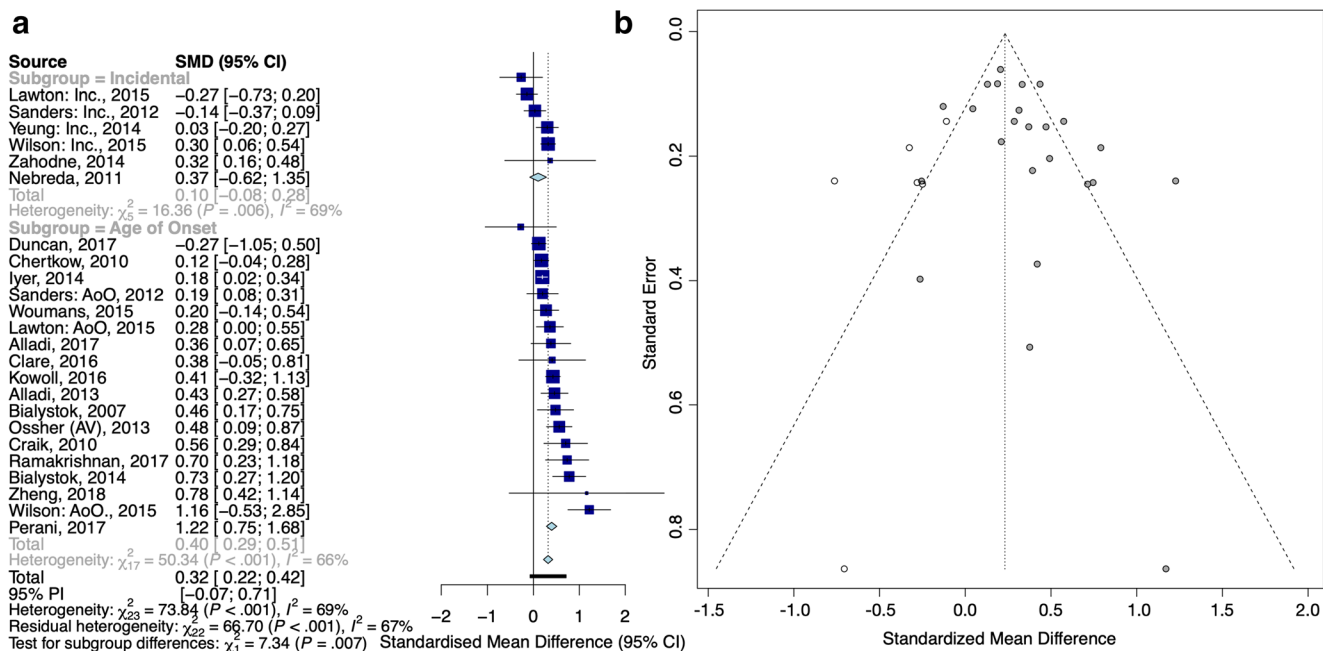 a
Source SMD (95% CI)
Subgroup = Incidental
Lawton: Inc., 2015 −0.27 [−0.73; 0.20]
Sanders: Inc., 2012 −0.14 [−0.37; 0.09]
Yeung: Inc., 2014 0.03 [−0.20; 0.27]
Wilson: Inc., 2015 0.30 [ 0.06; 0.54]
Zahodne, 2014 0.32 [ 0.16; 0.48]
Nebreda, 2011 0.37 [−0.62; 1.35]
Total 0.10 [−0.08; 0.28]
Heterogeneity: χ²₅ = 16.36 (P = .006), I² = 69%
Subgroup = Age of Onset
Duncan, 2017 −0.27 [−1.05; 0.50]
Chertkow, 2010 0.12 [−0.04; 0.28]
Iyer, 2014 0.18 [ 0.02; 0.34]
Sanders: AoO, 2012 0.19 [ 0.08; 0.31]
Woumans, 2015 0.20 [−0.14; 0.54]
Lawton: AoO, 2015 0.28 [ 0.00; 0.55]
Alladi, 2017 0.36 [ 0.07; 0.65]
Clare, 2016 0.38 [−0.05; 0.81]
Kowoll, 2016 0.41 [−0.32; 1.13]
Alladi, 2013 0.43 [ 0.27; 0.58]
Bialystok, 2007 0.46 [ 0.17; 0.75]
Ossher (AV), 2013 0.48 [ 0.09; 0.87]
Craik, 2010 0.56 [ 0.29; 0.84]
Ramakrishnan, 2017 0.70 [ 0.23; 1.18]
Bialystok, 2014 0.73 [ 0.27; 1.20]
Zheng, 2018 0.78 [ 0.42; 1.14]
Wilson: AoO., 2015 1.16 [−0.53; 2.85]
Perani, 2017 1.22 [ 0.75; 1.68]
Total 0.40 [ 0.29; 0.51]
Heterogeneity: χ²₁₇ = 50.34 (P < .001), I² = 66%
Total 0.32 [ 0.22; 0.42]
95% PI [−0.07; 0.71]
Heterogeneity: χ²₂₃ = 73.84 (P < .001), I² = 69%
Residual heterogeneity: χ²₂₂ = 66.70 (P < .001), I² = 67%
Test for subgroup differences: χ²₁ = 7.34 (P = .007)
−2 −1 0 1 2
Standardised Mean Difference (95% CI)
b
Standard Error
0.0
0.2
0.4
0.6
0.8
-1.5 -1.0 -0.5 0.0 0.5 1.0 1.5 2.0
Standardized Mean Difference